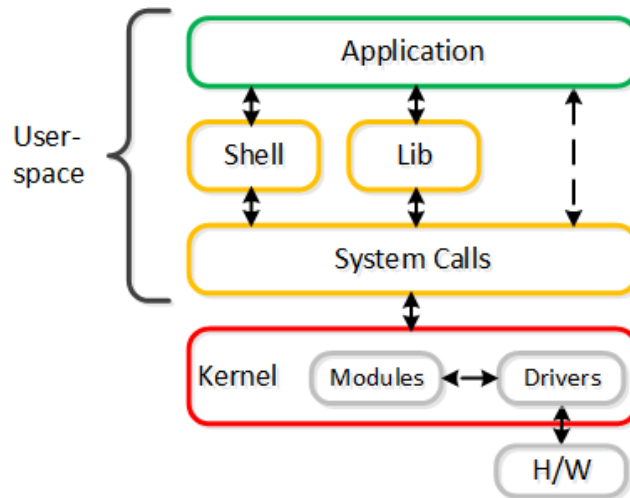 Application
User-
space
Shell
Lib
System Calls
Kernel
Modules
Drivers
H/W